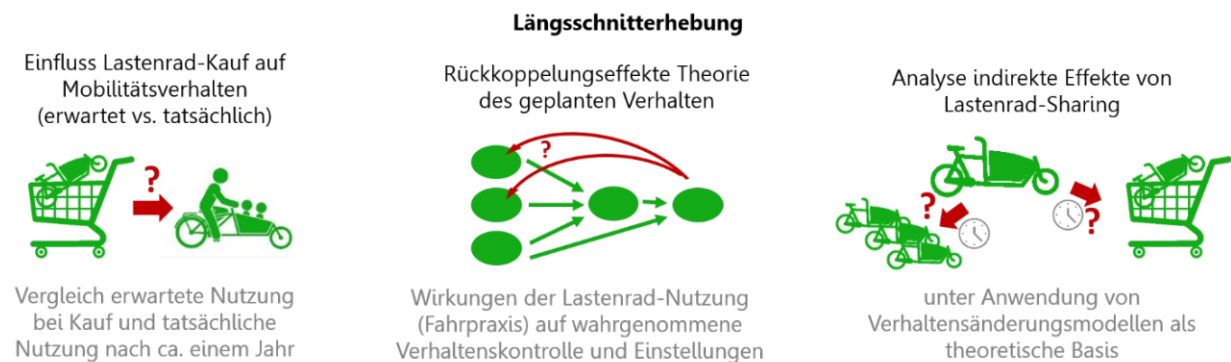 Längsschnitterhebung
Einfluss Lastenrad-Kauf auf
Mobilitätsverhalten
(erwartet vs. tatsächlich)
?
Vergleich erwartete Nutzung
bei Kauf und tatsächliche
Nutzung nach ca. einem Jahr
Rückkoppelungseffekte Theorie
des geplanten Verhalten
?
Wirkungen der Lastenrad-Nutzung
(Fahrpraxis) auf wahrgenommene
Verhaltenskontrolle und Einstellungen
Analyse indirekte Effekte von
Lastenrad-Sharing
?
?
unter Anwendung von
Verhaltensänderungsmodellen als
theoretische Basis